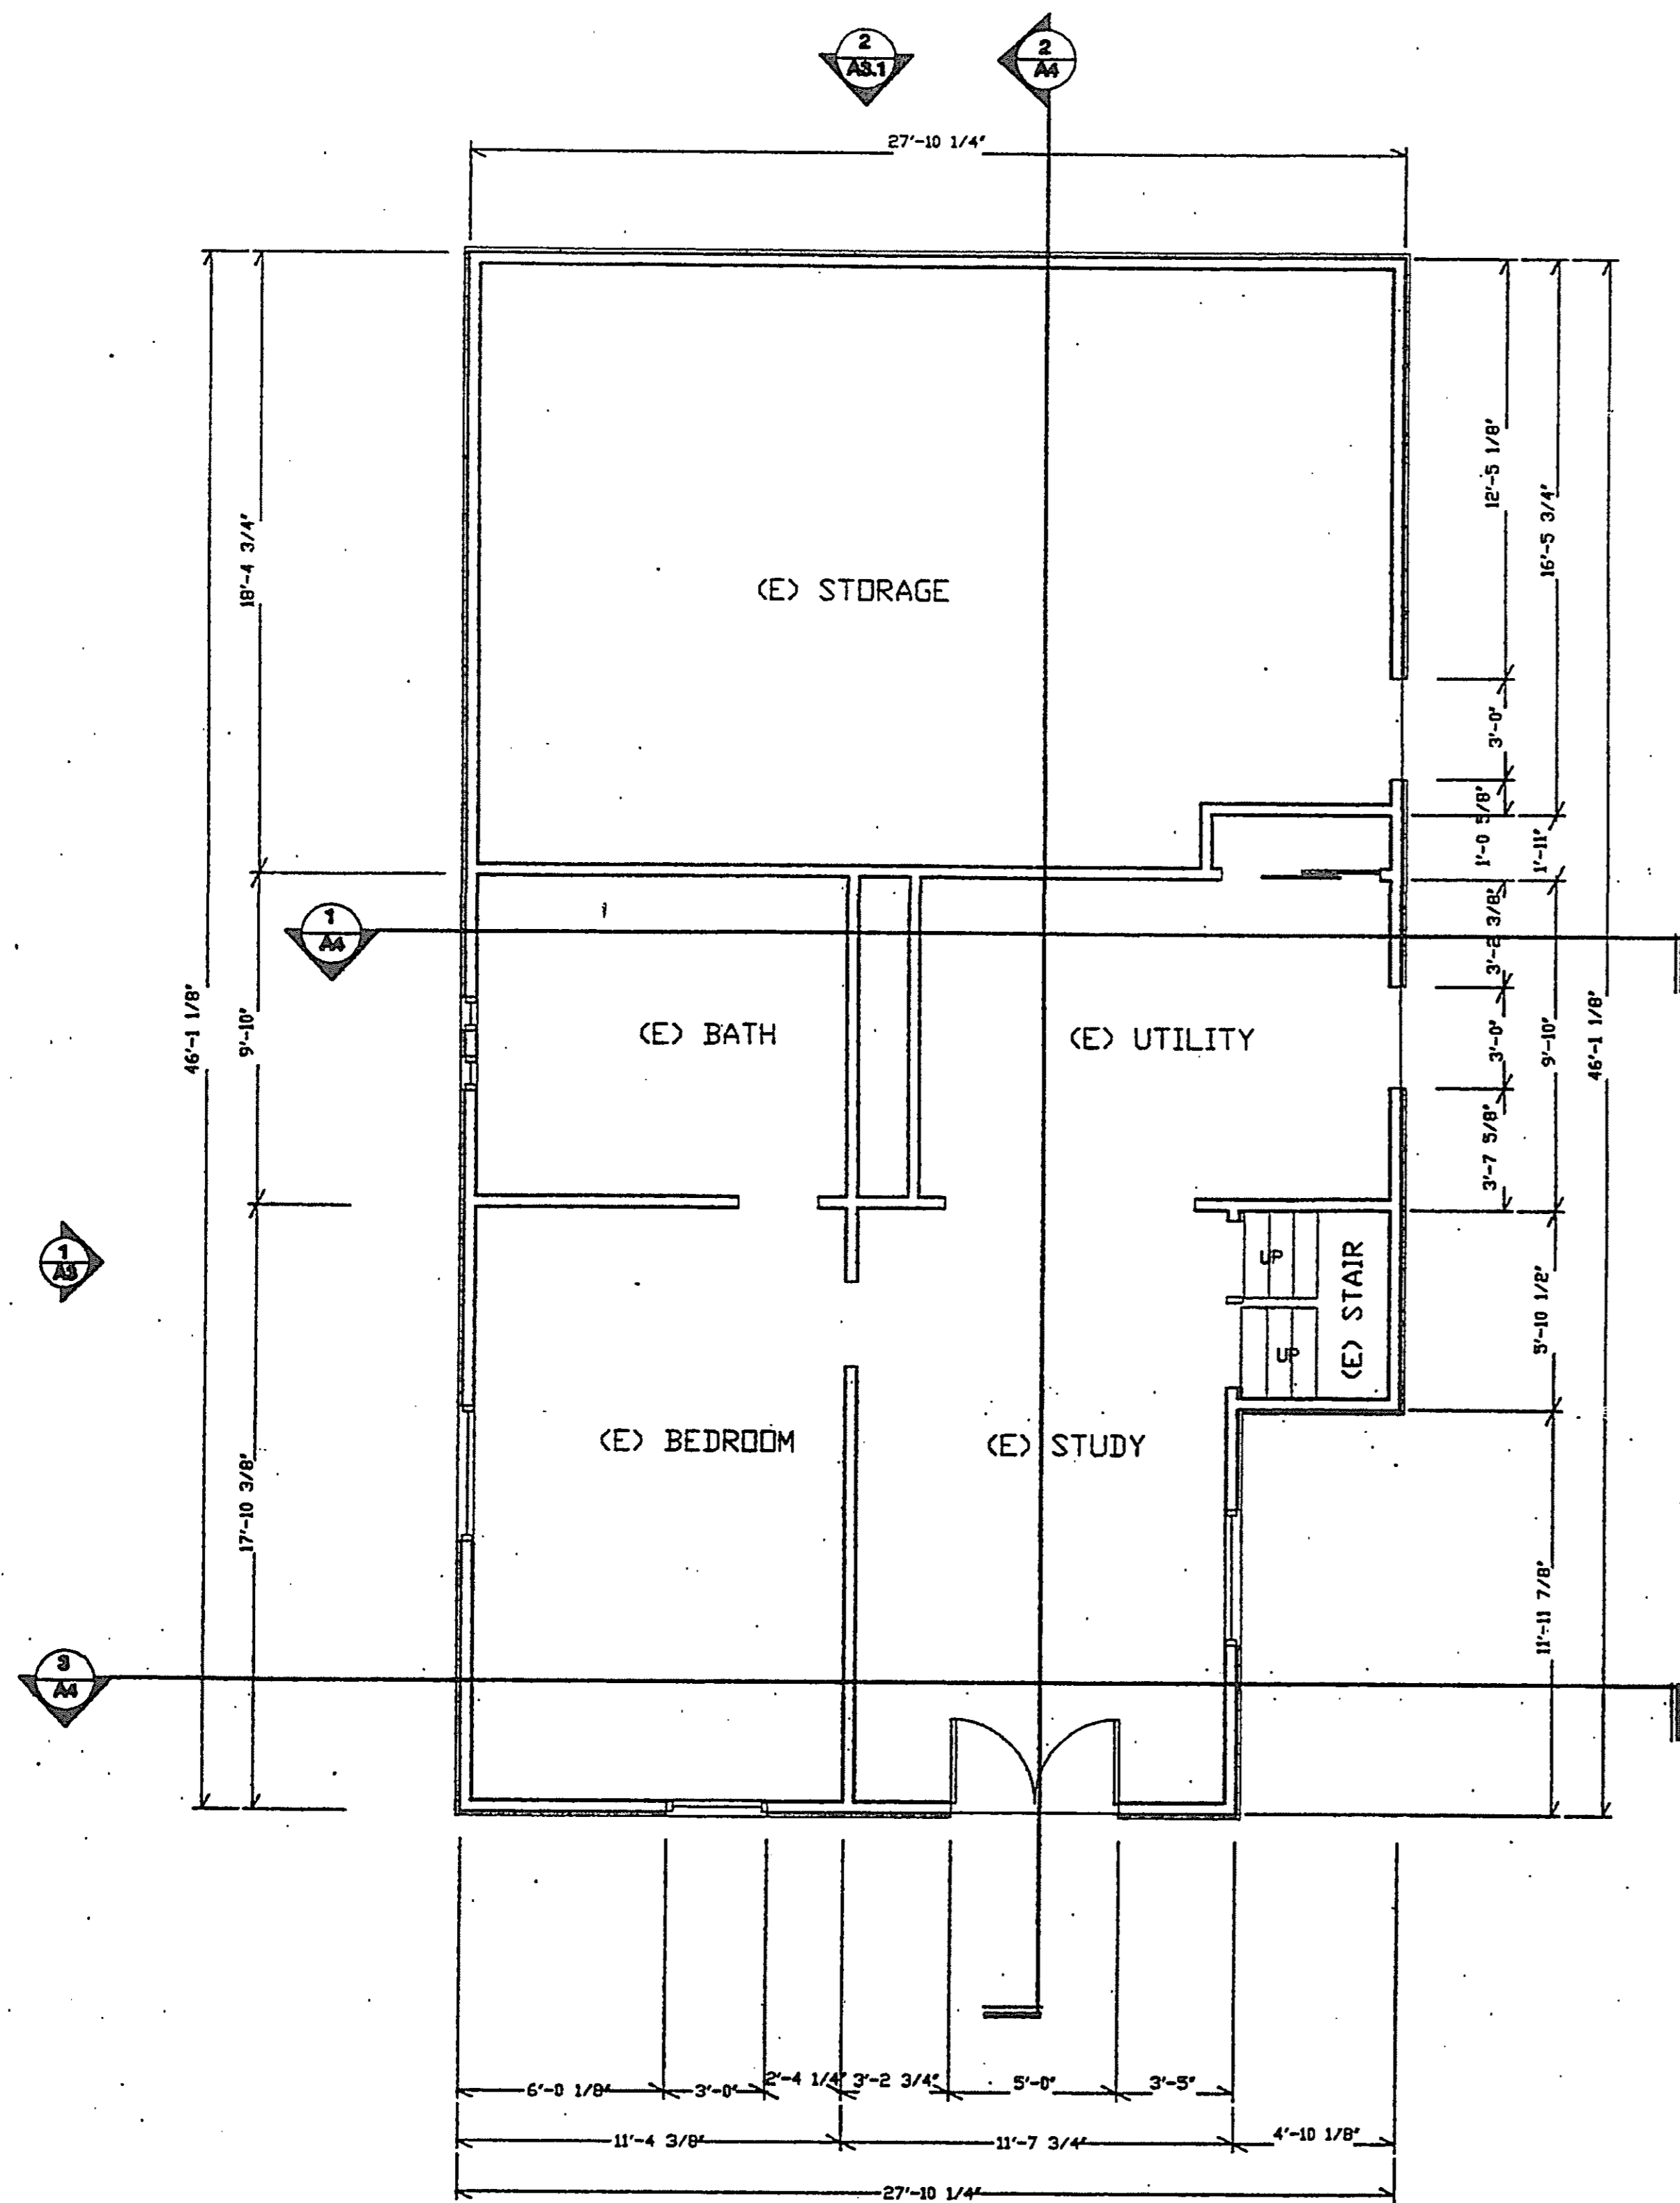 2
A3.1
2
A4
27'-10 1/4"
46'-1 1/8"
18'-4 3/4"
12'-5 1/8"
16'-5 3/4"
46'-1 1/8"
(E) STORAGE
3'-0"
1'-0 5/8"
1'-11"
1
A4
3'-2 3/8"
9'-10"
(E) BATH
(E) UTILITY
3'-0"
9'-10"
3'-7 5/8"
1
A3
UP
UP
(E) STAIR
5'-10 1/2"
17'-10 3/8"
(E) BEDROOM
(E) STUDY
11'-11 7/8"
3
A4
6'-0 1/8"
3'-0"
2'-4 1/4"
3'-2 3/4"
5'-0"
3'-5"
11'-4 3/8"
11'-7 3/4"
4'-10 1/8"
27'-10 1/4"